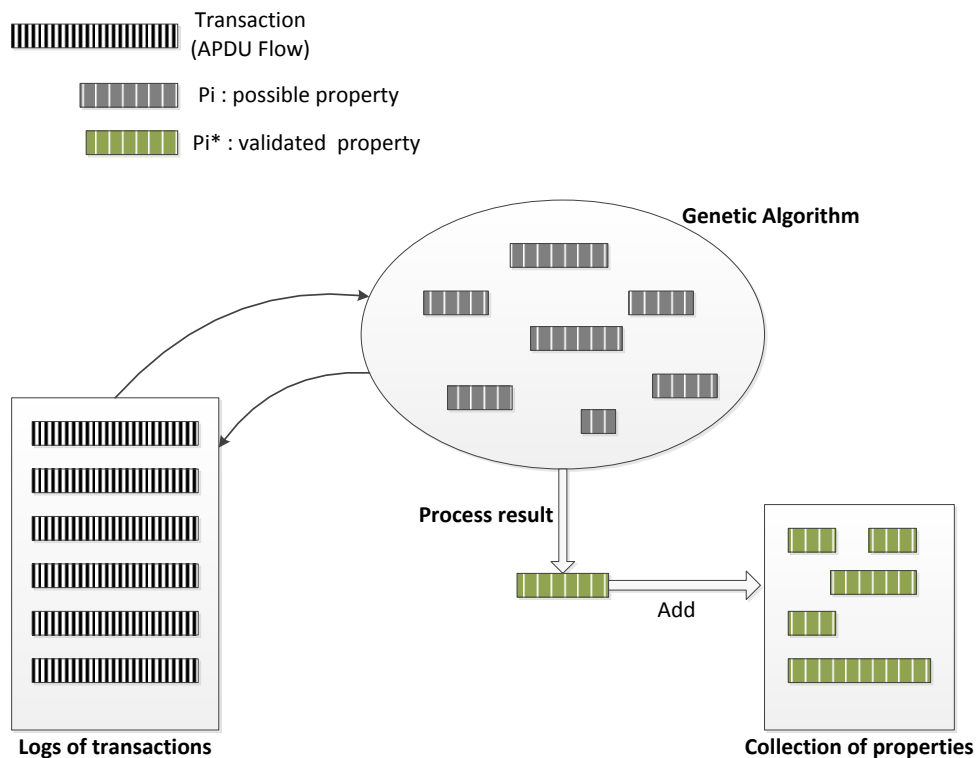 Transaction
(APDU Flow)
Pi : possible property
Pi* : validated property
Genetic Algorithm
Process result
Add
Logs of transactions
Collection of properties